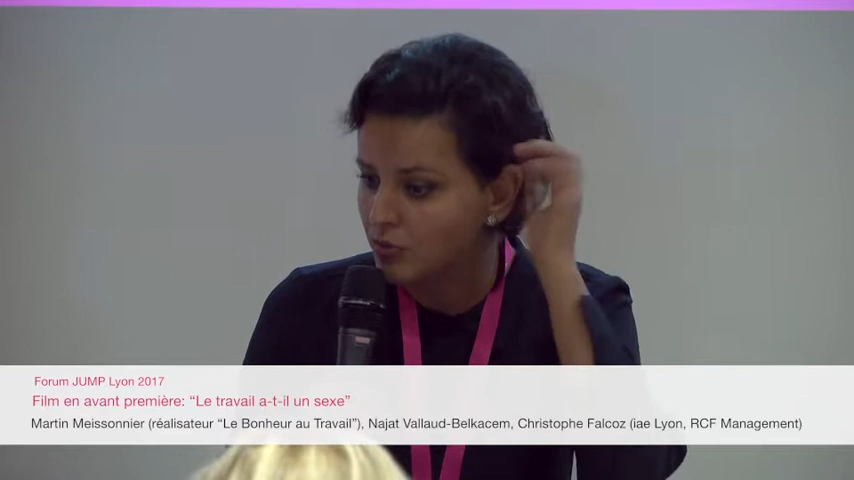 Forum JUMP Lyon 2017
Film en avant première: “Le travail a-t-il un sexe”
Martin Meissonnier (réalisateur “Le Bonheur au Travail”), Najat Vallaud-Belkacem, Christophe Falcoz (iae Lyon, RCF Management)